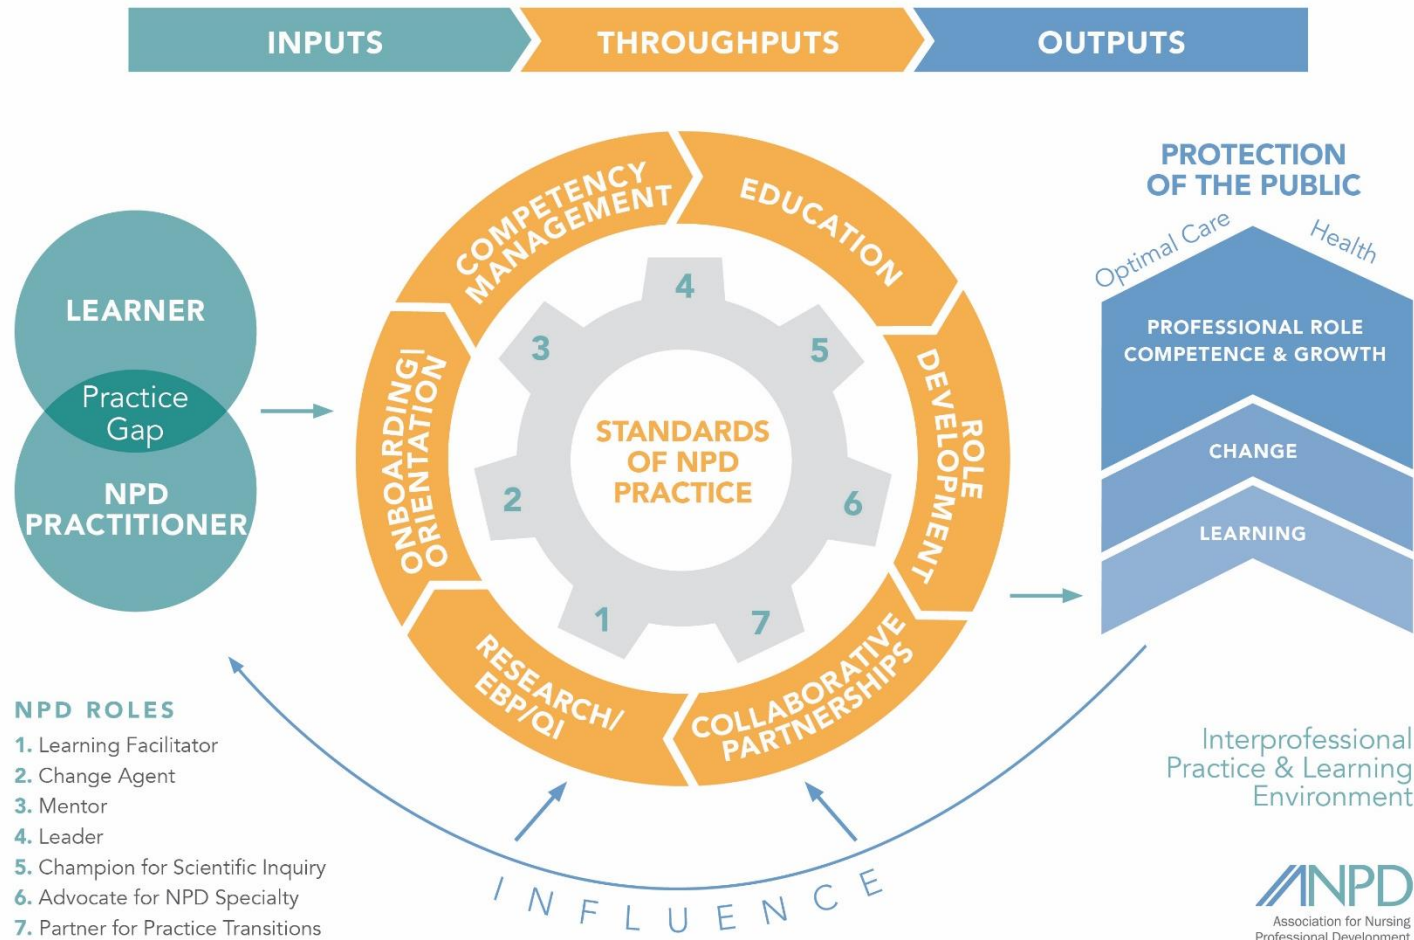 INPUTS
THROUGHPUTS
OUTPUTS
LEARNER
Practice
Gap
NPD
PRACTITIONER
ONBOARDING/
ORIENTATION
COMPETENCY
MANAGEMENT
EDUCATION
ROLE
DEVELOPMENT
COLLABORATIVE
PARTNERSHIPS
RESEARCH/
EBP/QI
1
2
3
4
5
6
7
STANDARDS
OF NPD
PRACTICE
PROTECTION
OF THE PUBLIC
Optimal Care
Health
PROFESSIONAL ROLE
COMPETENCE & GROWTH
CHANGE
LEARNING
INFLUENCE
NPD ROLES
1. Learning Facilitator
2. Change Agent
3. Mentor
4. Leader
5. Champion for Scientific Inquiry
6. Advocate for NPD Specialty
7. Partner for Practice Transitions
Interprofessional
Practice & Learning
Environment
ANPD
Association for Nursing
Professional Development